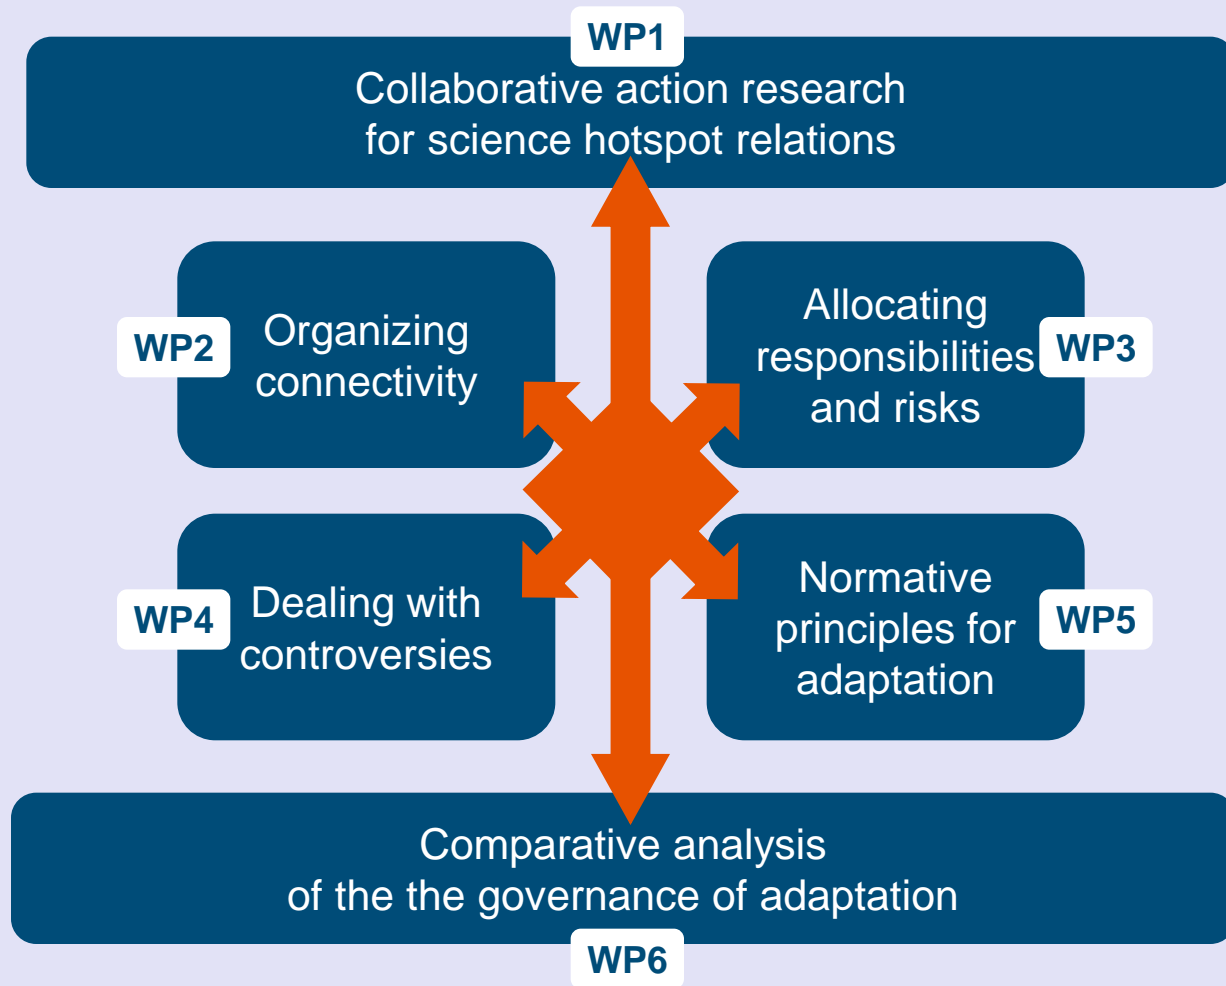 WP1
Collaborative action research
for science hotspot relations
WP2
Organizing
connectivity
Allocating
responsibilities
and risks
WP3
WP4
Dealing with
controversies
Normative
principles for
adaptation
WP5
Comparative analysis
of the the governance of adaptation
WP6